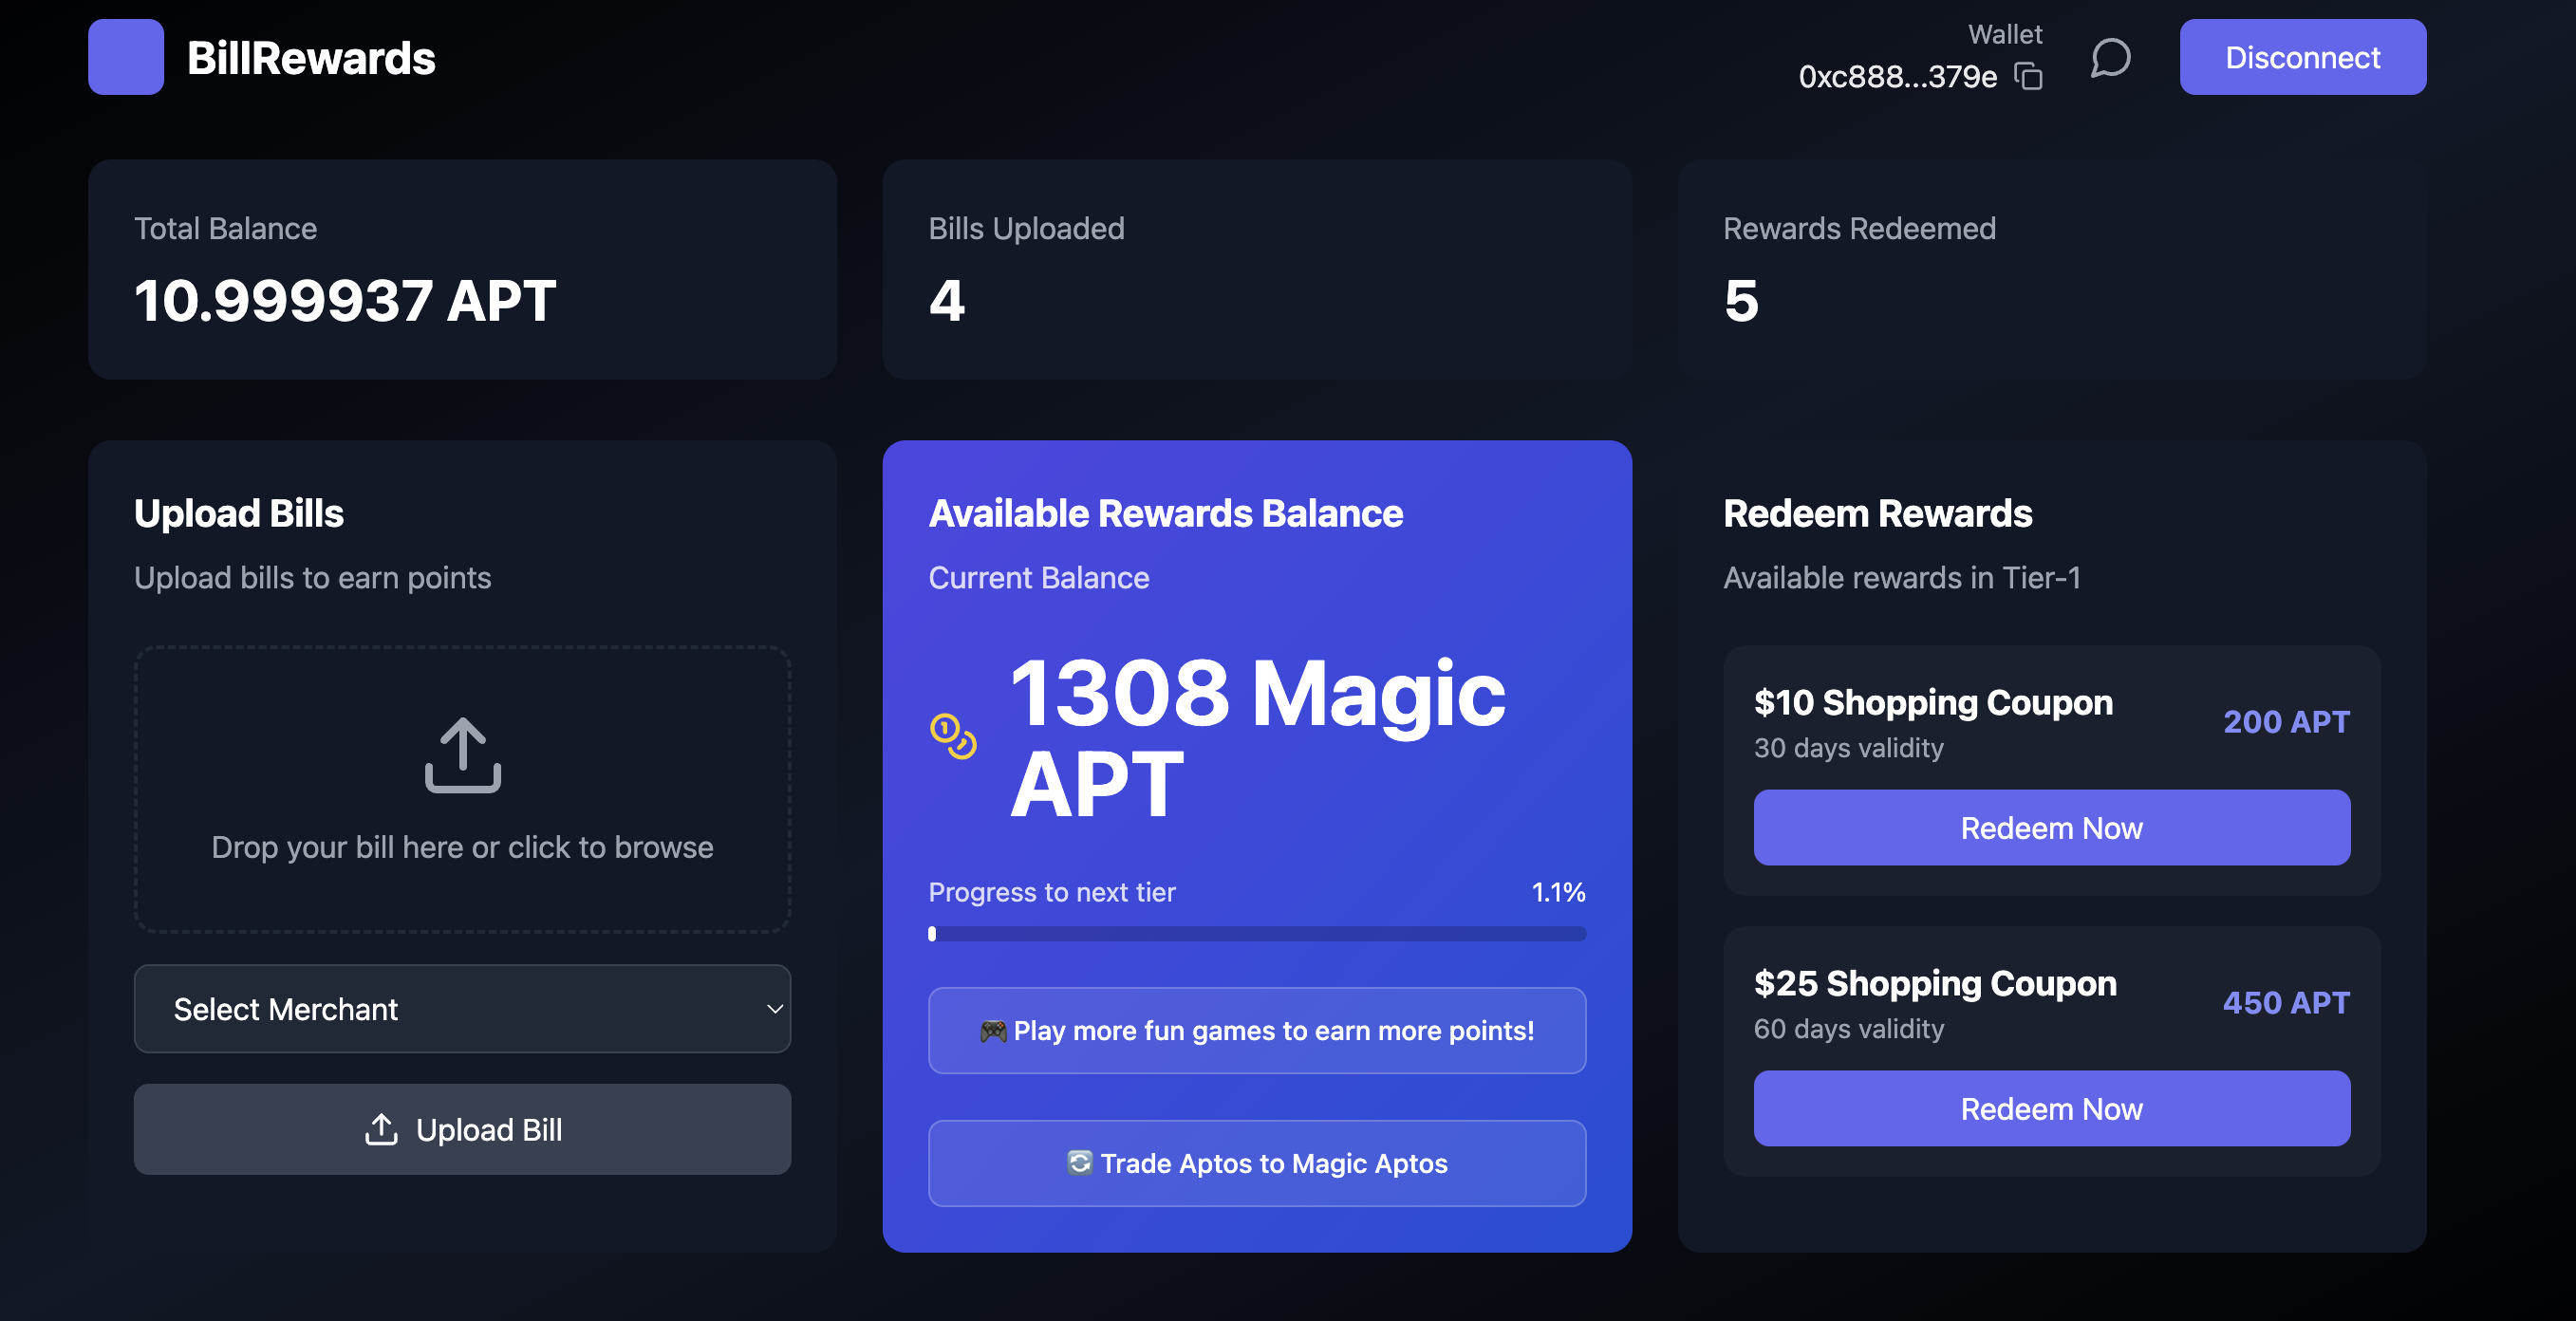 BillRewards
Wallet
0xc888...379e
Disconnect
Total Balance
10.999937 APT
Bills Uploaded
4
Rewards Redeemed
5
Upload Bills
Upload bills to earn points
Drop your bill here or click to browse
Select Merchant
Upload Bill
Available Rewards Balance
Current Balance
1308 Magic
APT
Progress to next tier
1.1%
🎮 Play more fun games to earn more points!
🔄 Trade Aptos to Magic Aptos
Redeem Rewards
Available rewards in Tier-1
$10 Shopping Coupon
30 days validity
200 APT
Redeem Now
$25 Shopping Coupon
60 days validity
450 APT
Redeem Now